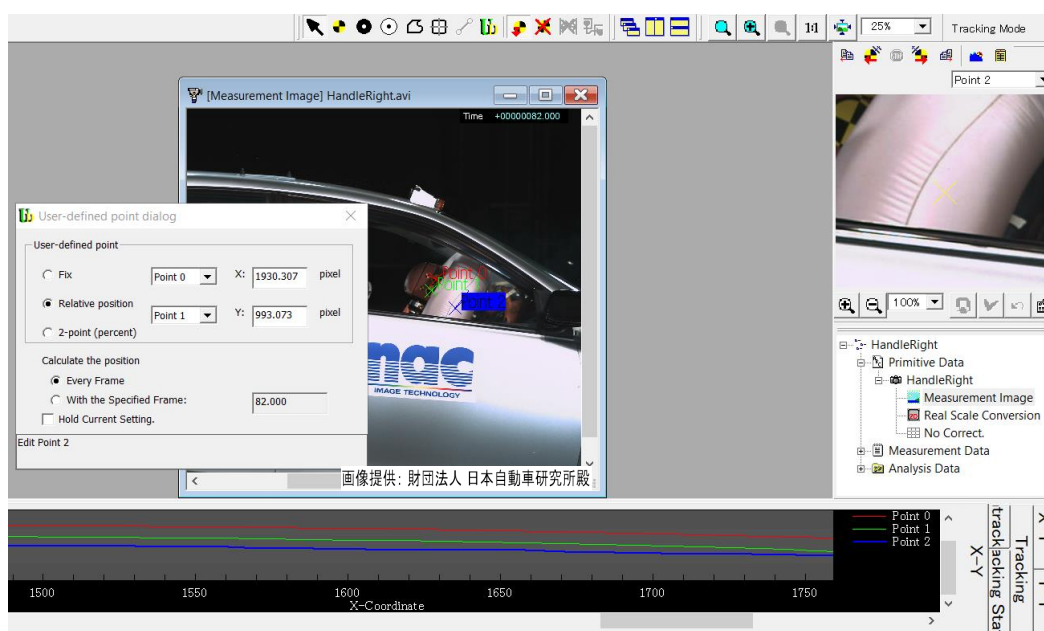 1:1
25%
Tracking Mode
Point 2
[Measurement Image] HandleRight.avi
Time +00000082.000
User-defined point dialog
User-defined point
Fix
Point 0
X: 1930.307 pixel
Relative position
Point 1
Y: 993.073 pixel
2-point (percent)
Calculate the position
Every Frame
With the Specified Frame:
82.000
Hold Current Setting.
Edit Point 2
Point 1
Point 2
nac
IMAGE TECHNOLOGY
画像提供: 財団法人 日本自動車研究所殿
100%
HandleRight
Primitive Data
HandleRight
Measurement Image
Real Scale Conversion
No Correct.
Measurement Data
Analysis Data
Point 0
Point 1
Point 2
1500
1550
1600
1650
1700
1750
X-Coordinate
X-Y
Tracking